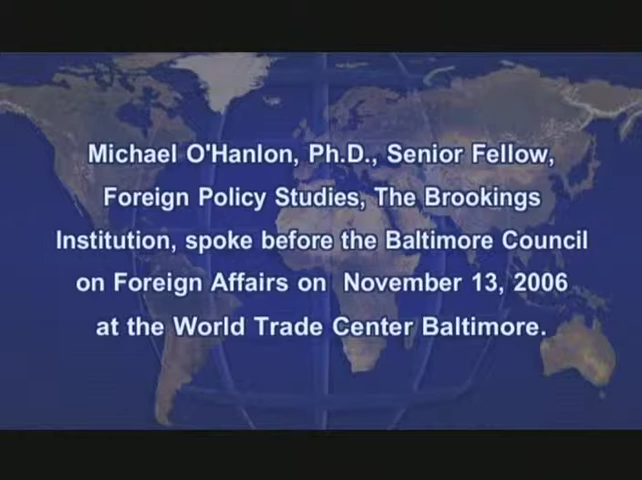 Michael O'Hanlon, Ph.D., Senior Fellow,
Foreign Policy Studies, The Brookings
Institution, spoke before the Baltimore Council
on Foreign Affairs on November 13, 2006
at the World Trade Center Baltimore.